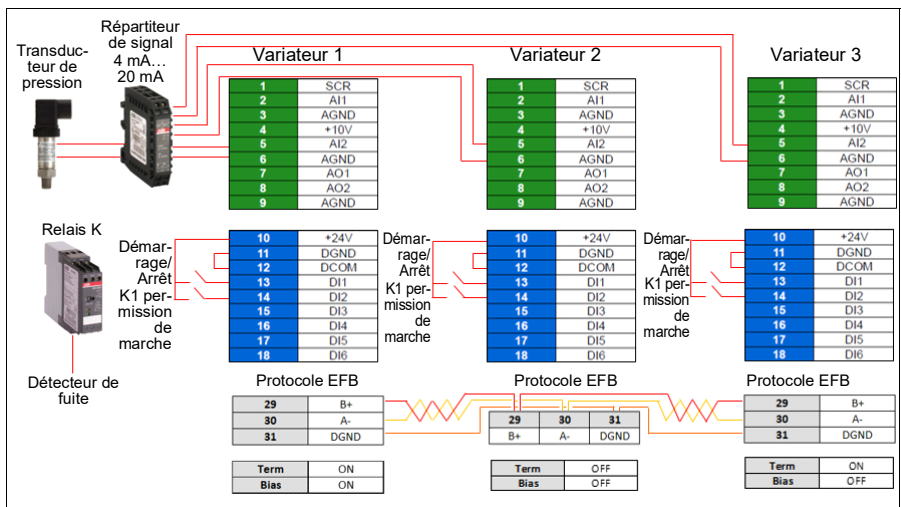 Transduc-
teur de
pression
Répartiteur
de signal
4 mA…
20 mA
Variateur 1
1 SCR
2 AI1
3 AGND
4 +10V
5 AI2
6 AGND
7 AO1
8 AO2
9 AGND
Variateur 2
1 SCR
2 AI1
3 AGND
4 +10V
5 AI2
6 AGND
7 AO1
8 AO2
9 AGND
Variateur 3
1 SCR
2 AI1
3 AGND
4 +10V
5 AI2
6 AGND
7 AO1
8 AO2
9 AGND
Relais K
Détecteur de
fuite
Démar-
rage/
Arrêt
K1 per-
mission
de
marche
10 +24V
11 DGND
12 DCOM
13 DI1
14 DI2
15 DI3
16 DI4
17 DI5
18 DI6
Démar-
rage/
Arrêt
K1 per-
mission
de
marche
10 +24V
11 DGND
12 DCOM
13 DI1
14 DI2
15 DI3
16 DI4
17 DI5
18 DI6
Démar-
rage/
Arrêt
K1 per-
mission
de
marche
10 +24V
11 DGND
12 DCOM
13 DI1
14 DI2
15 DI3
16 DI4
17 DI5
18 DI6
Protocole EFB
29 B+
30 A-
31 DGND
Term ON
Bias ON
Protocole EFB
29 30 31
B+ A- DGND
Term OFF
Bias OFF
Protocole EFB
29 B+
30 A-
31 DGND
Term ON
Bias ON